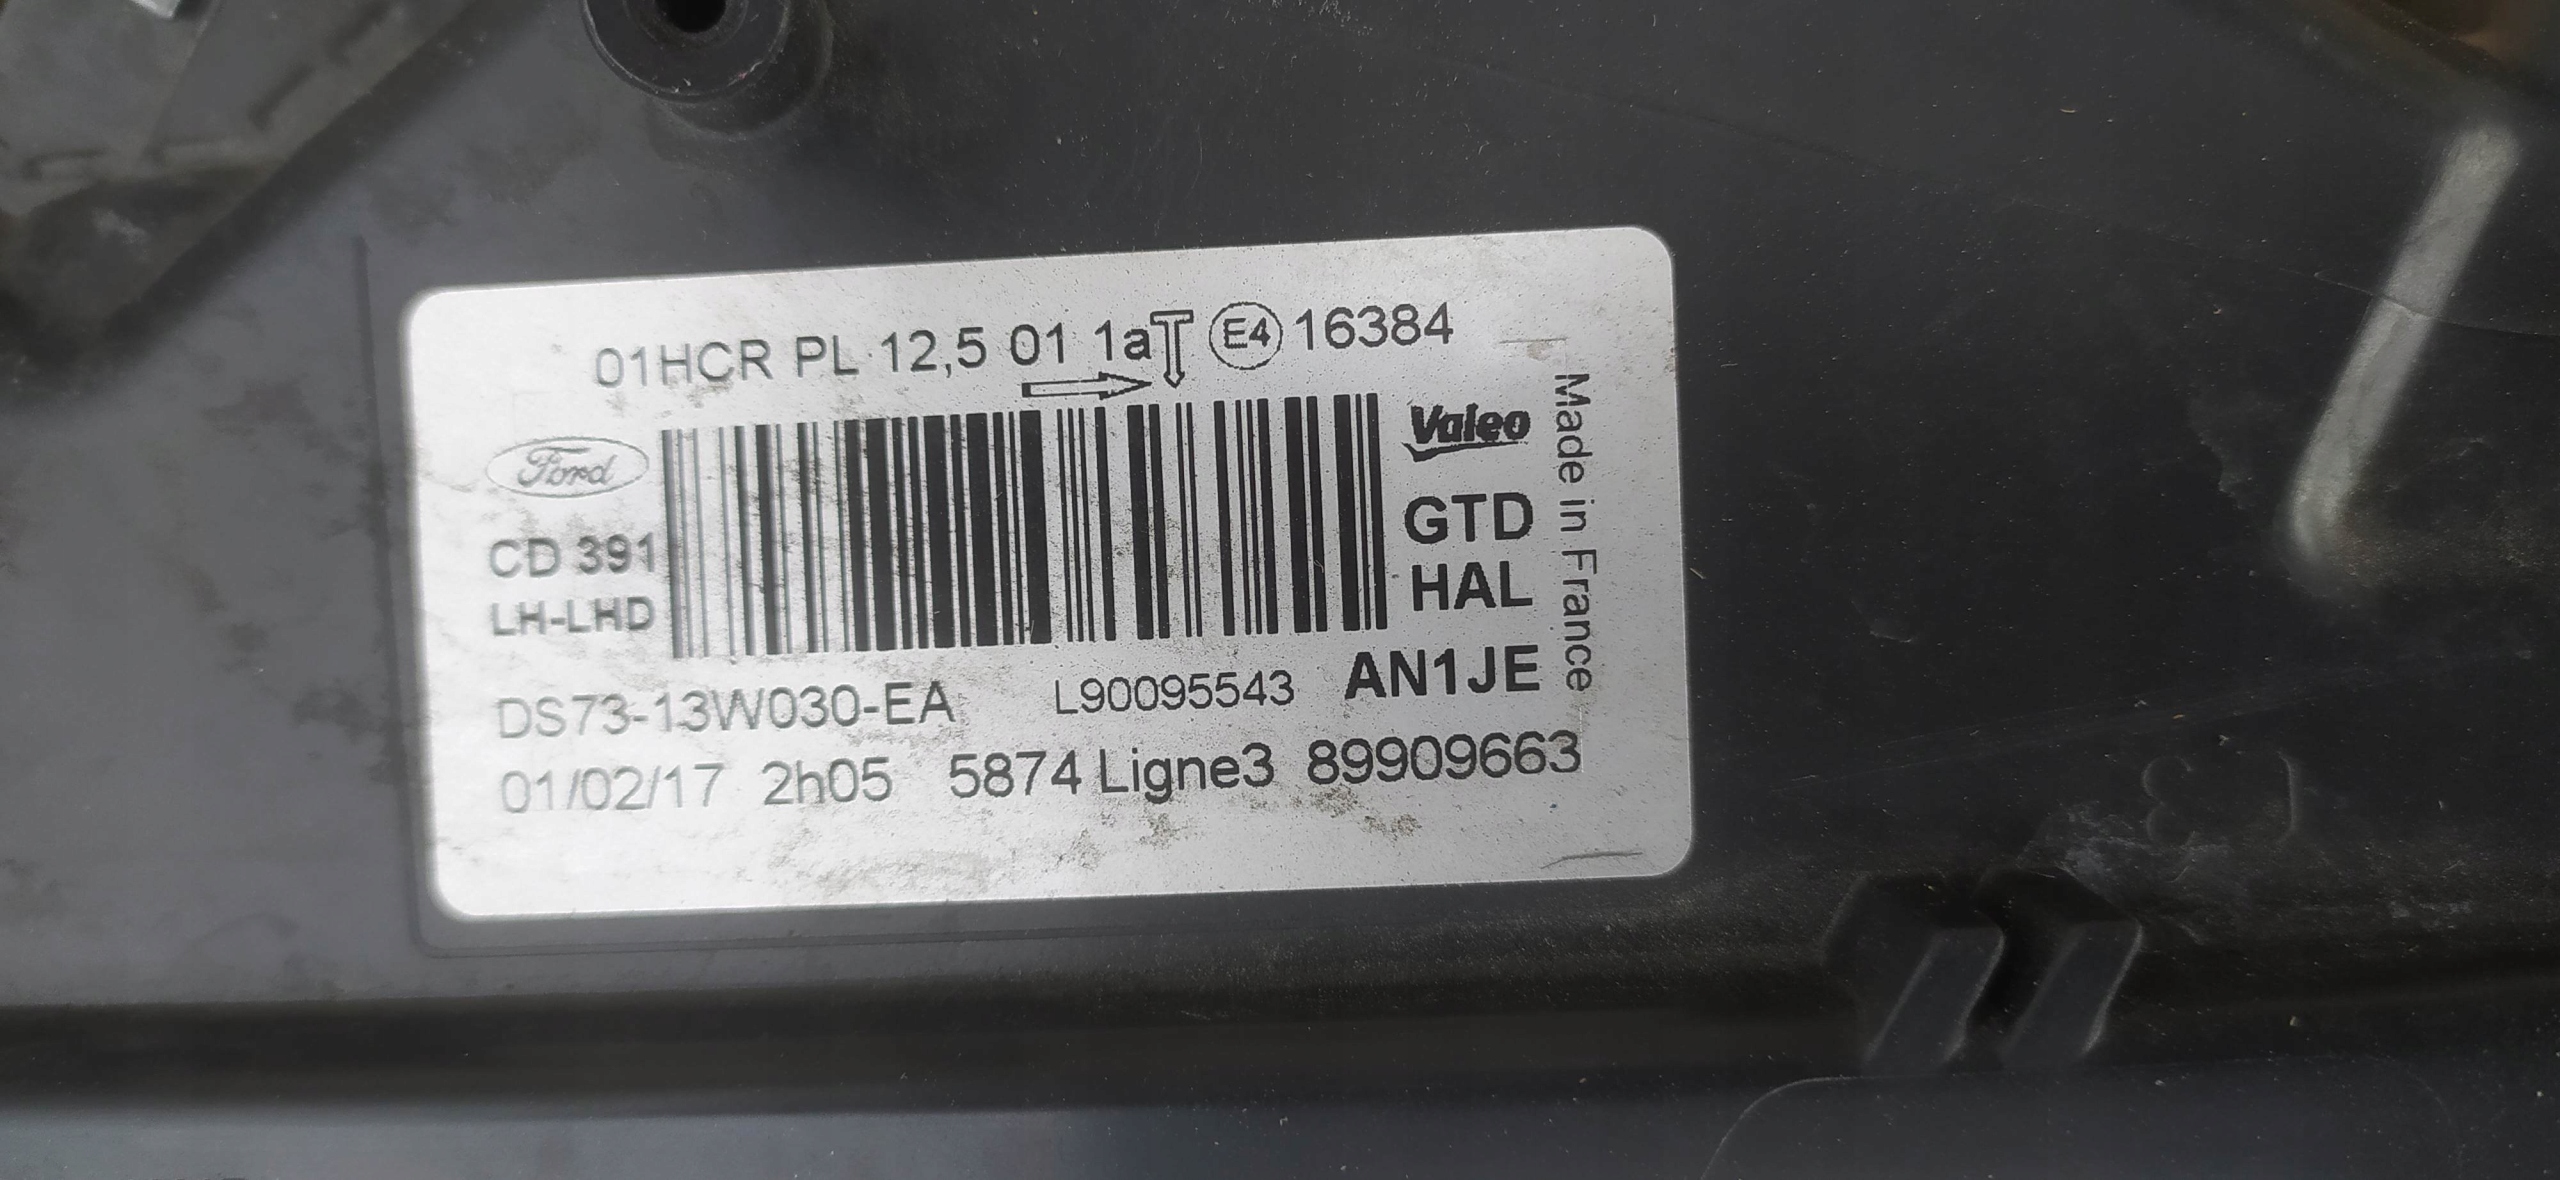 01HCR PL 12,5 01 1a E4 16384
Ford
Valeo
CD 391
GTD
LH-LHD
HAL
Made in France
DS73-13W030-EA L90095543 AN1JE
01/02/17 2h05 5874 Ligne3 89909663